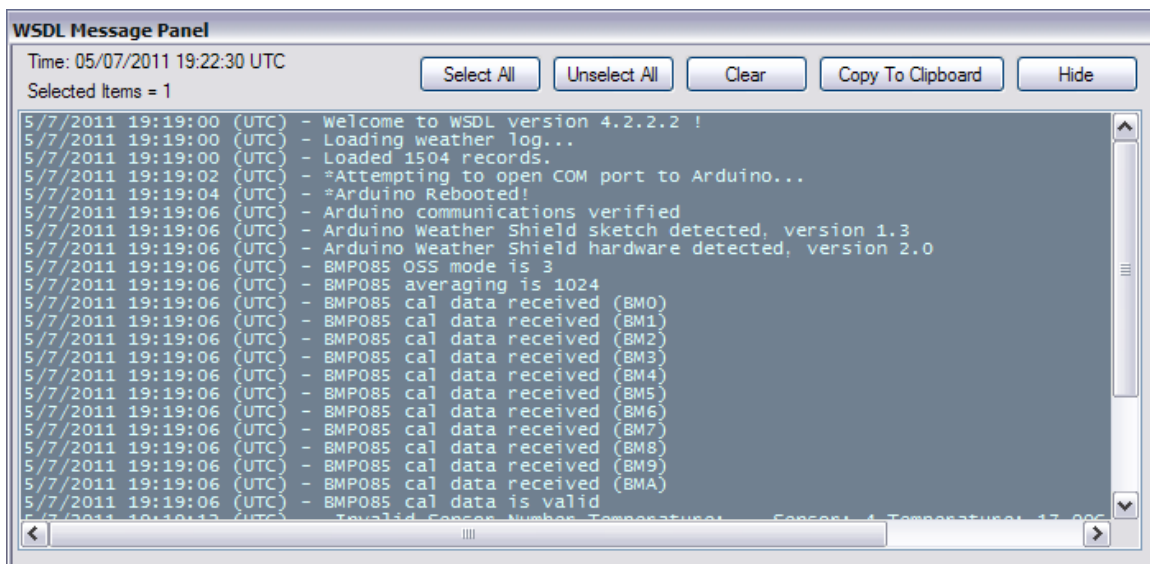 WSDL Message Panel
Time: 05/07/2011 19:22:30 UTC
Selected Items = 1
Select All
Unselect All
Clear
Copy To Clipboard
Hide
5/7/2011 19:19:00 (UTC) - Welcome to WSDL version 4.2.2.2 !
5/7/2011 19:19:00 (UTC) - Loading weather log...
5/7/2011 19:19:00 (UTC) - Loaded 1504 records.
5/7/2011 19:19:02 (UTC) - *Attempting to open COM port to Arduino...
5/7/2011 19:19:04 (UTC) - *Arduino Rebooted!
5/7/2011 19:19:06 (UTC) - Arduino communications verified
5/7/2011 19:19:06 (UTC) - Arduino Weather Shield sketch detected, version 1.3
5/7/2011 19:19:06 (UTC) - Arduino Weather Shield hardware detected, version 2.0
5/7/2011 19:19:06 (UTC) - BMP085 OSS mode is 3
5/7/2011 19:19:06 (UTC) - BMP085 averaging is 1024
5/7/2011 19:19:06 (UTC) - BMP085 cal data received (BM0)
5/7/2011 19:19:06 (UTC) - BMP085 cal data received (BM1)
5/7/2011 19:19:06 (UTC) - BMP085 cal data received (BM2)
5/7/2011 19:19:06 (UTC) - BMP085 cal data received (BM3)
5/7/2011 19:19:06 (UTC) - BMP085 cal data received (BM4)
5/7/2011 19:19:06 (UTC) - BMP085 cal data received (BM5)
5/7/2011 19:19:06 (UTC) - BMP085 cal data received (BM6)
5/7/2011 19:19:06 (UTC) - BMP085 cal data received (BM7)
5/7/2011 19:19:06 (UTC) - BMP085 cal data received (BM8)
5/7/2011 19:19:06 (UTC) - BMP085 cal data received (BM9)
5/7/2011 19:19:06 (UTC) - BMP085 cal data received (BMA)
5/7/2011 19:19:06 (UTC) - BMP085 cal data is valid
Invalid Sensor Number Temperature: Sensor: 4 Temperature: